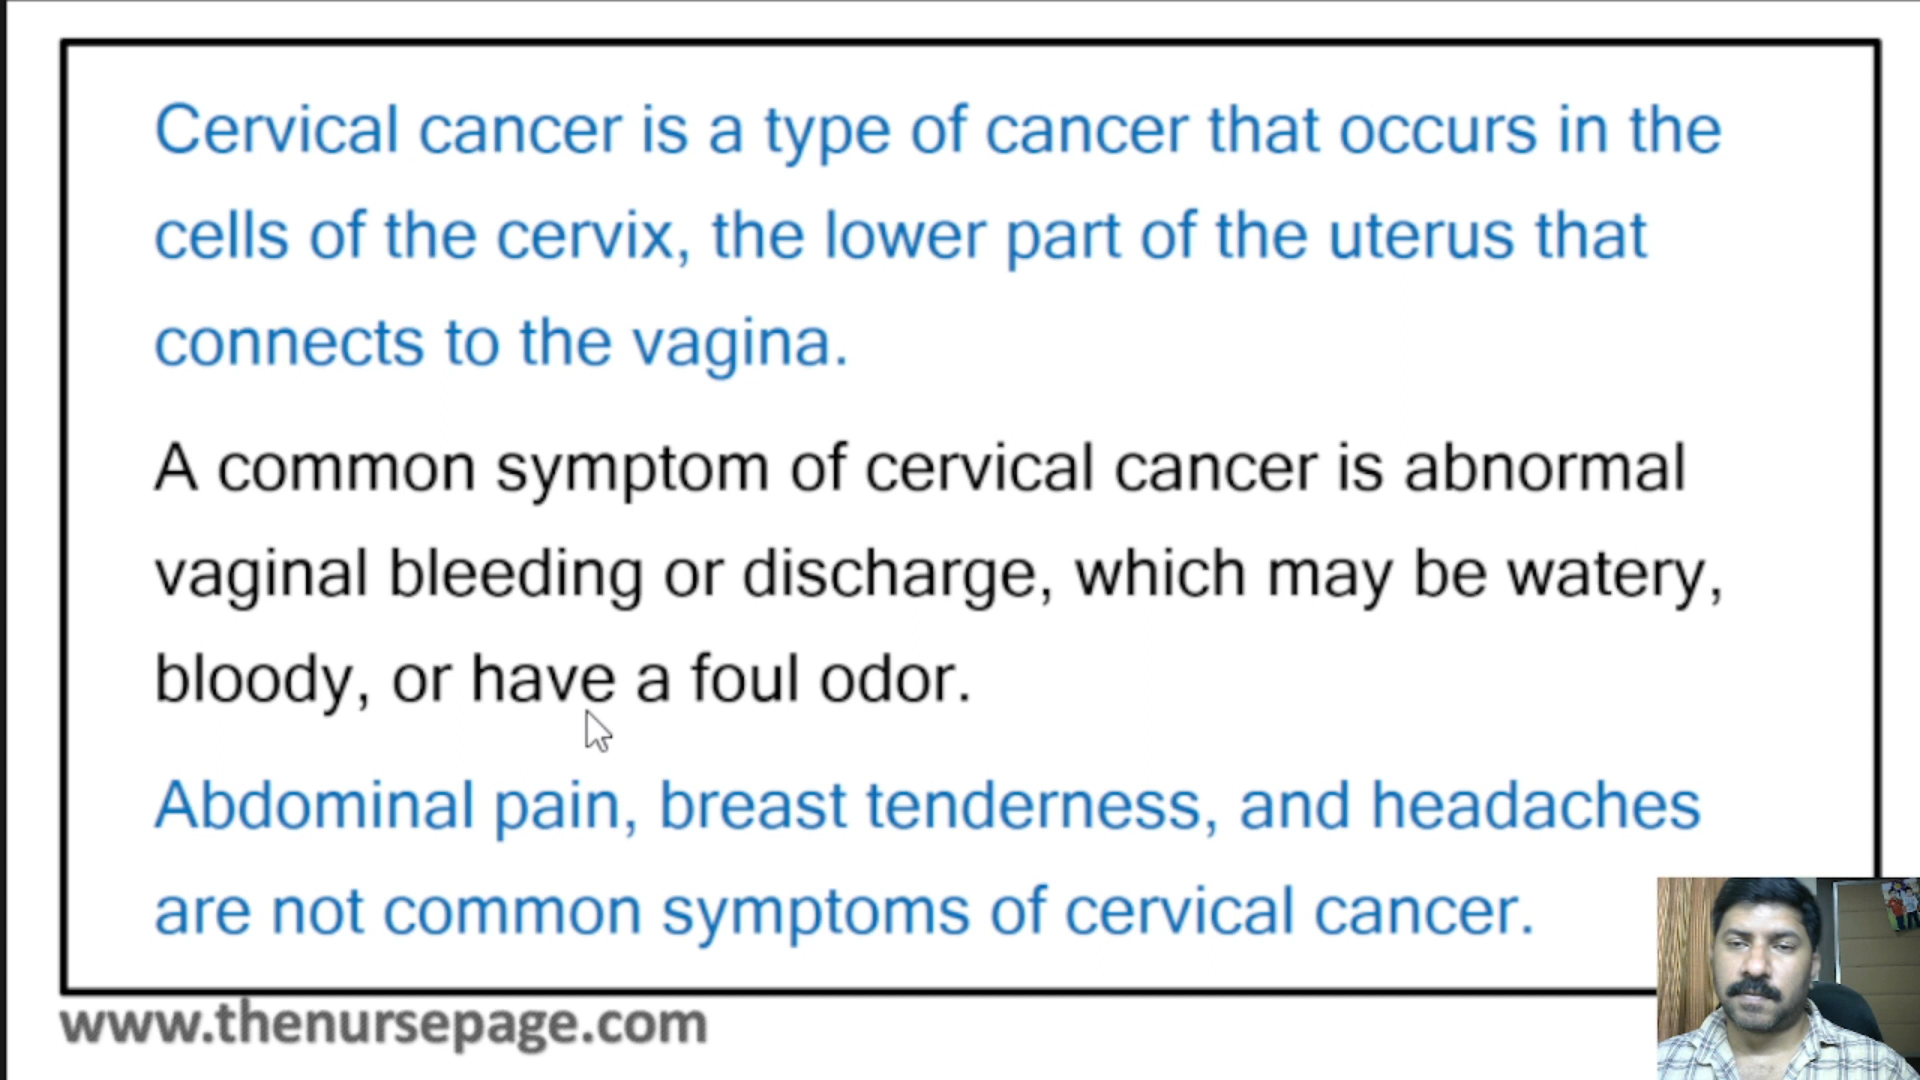 Cervical cancer is a type of cancer that occurs in the
cells of the cervix, the lower part of the uterus that
connects to the vagina.
A common symptom of cervical cancer is abnormal
vaginal bleeding or discharge, which may be watery,
bloody, or have a foul odor.
Abdominal pain, breast tenderness, and headaches
are not common symptoms of cervical cancer.
www.thenursepage.com